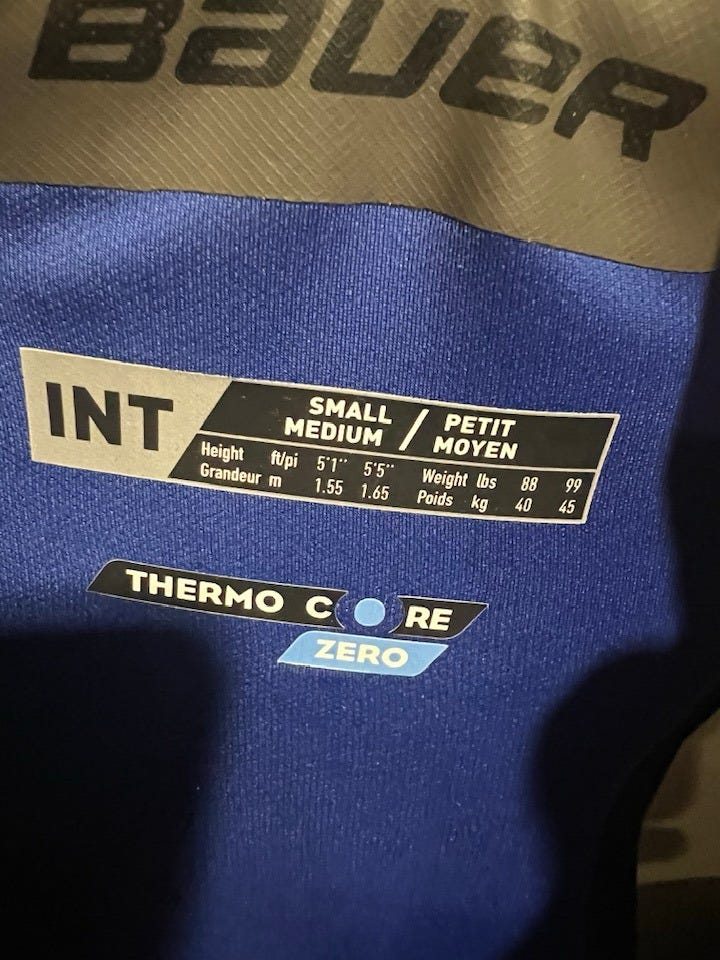 BAUER
INT
SMALL / PETIT
MEDIUM / MOYEN
Height ft/pi 5'1'' 5'5'' Weight lbs 88 99
Grandeur m 1.55 1.65 Poids kg 40 45
THERMO CORE
ZERO